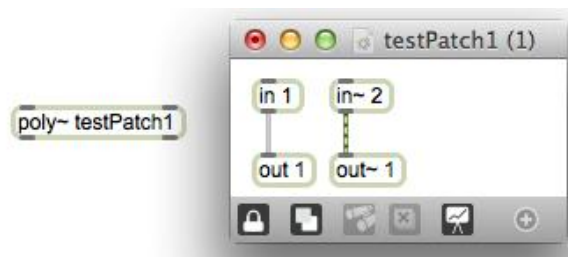 testPatch1 (1)
in 1
in~ 2
poly~ testPatch1
out 1
out~ 1